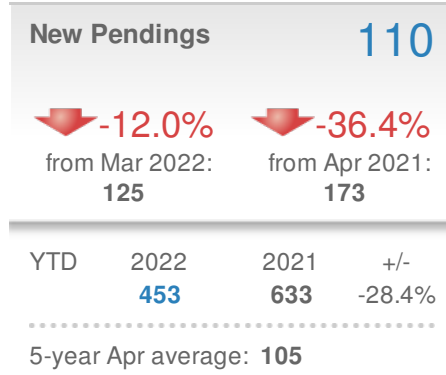 New Pendings 110
-12.0% -36.4%
from Mar 2022: from Apr 2021:
125 173
YTD 2022 2021 +/-
453 633 -28.4%
5-year Apr average: 105